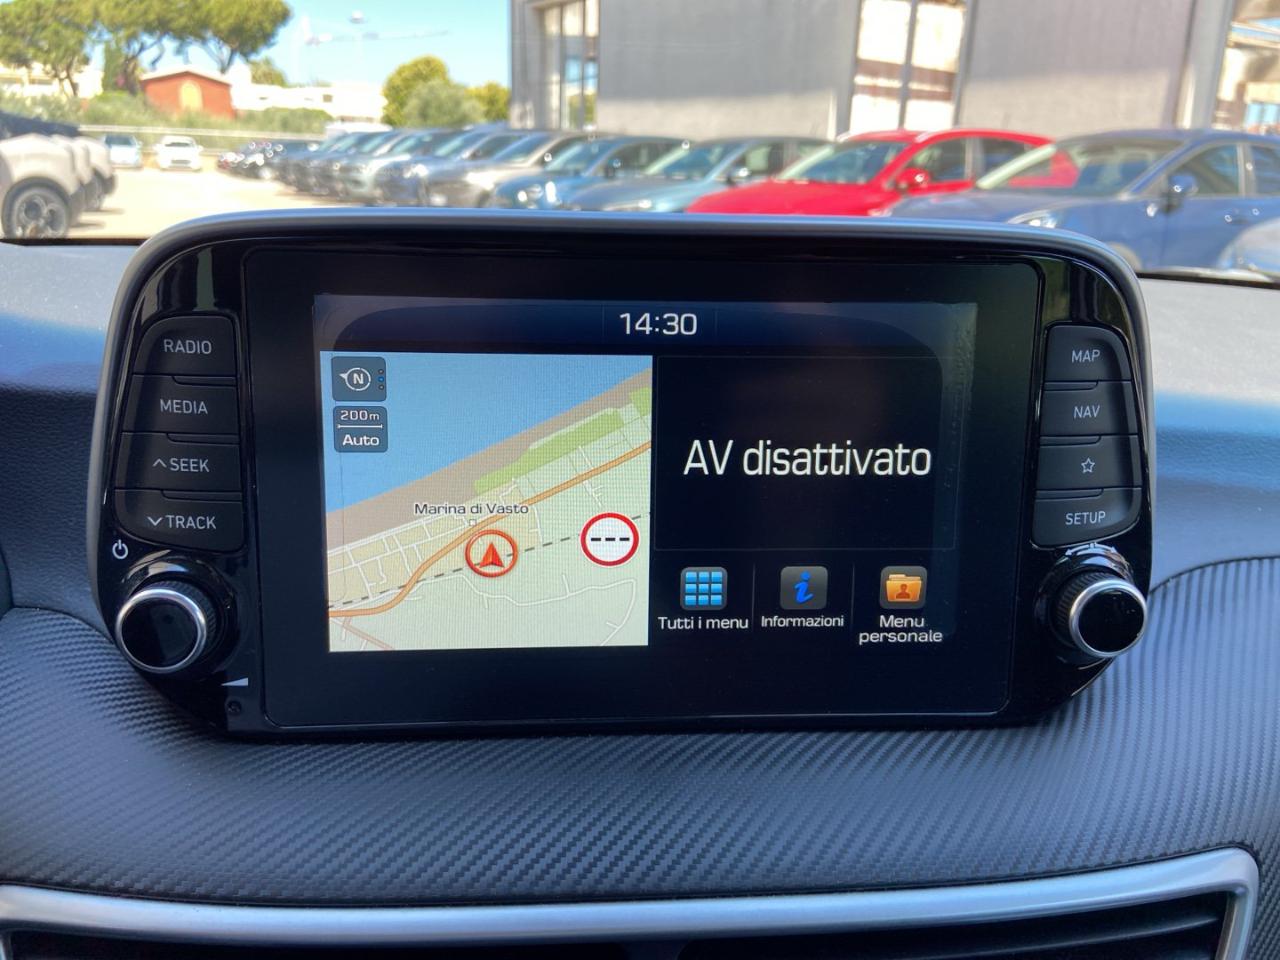 14:30
RADIO
MEDIA
SEEK
TRACK
N
200m
Auto
Marina di Vasto
AV disattivato
Tutti i menu
Informazioni
Menu
personale
MAP
NAV
SETUP